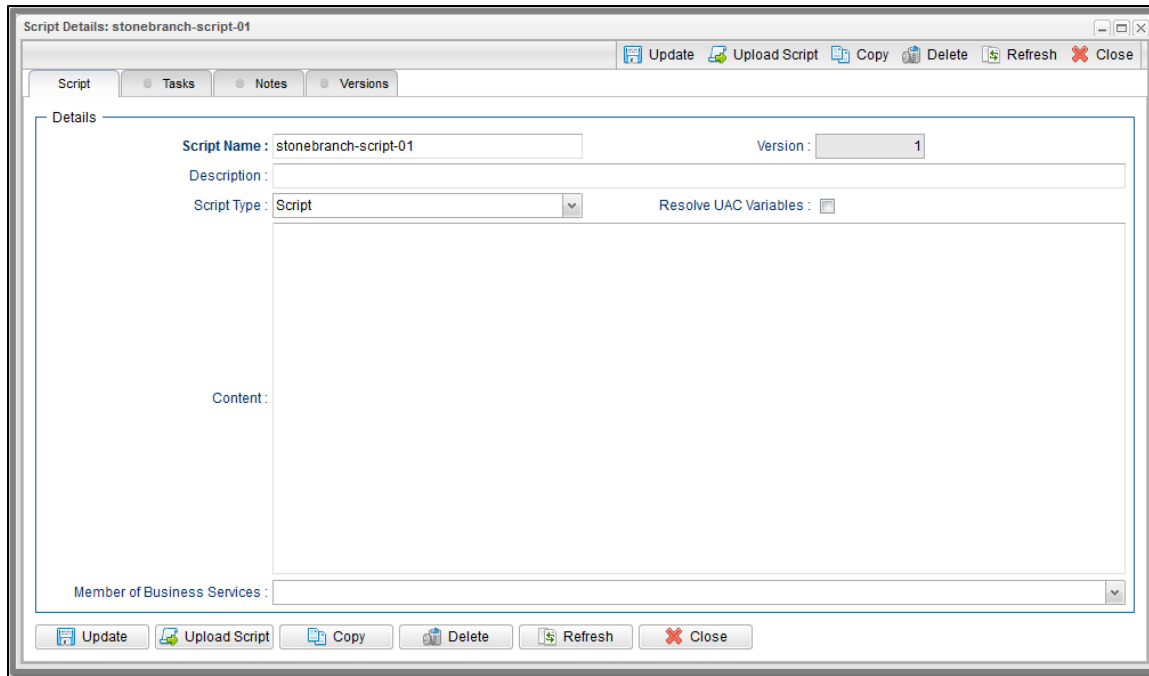 Script Details: stonebranch-script-01
Update Upload Script Copy Delete Refresh Close
Script Tasks Notes Versions
Details
Script Name : stonebranch-script-01 Version : 1
Description :
Script Type : Script Resolve UAC Variables :
Content :
Member of Business Services :
Update Upload Script Copy Delete Refresh Close